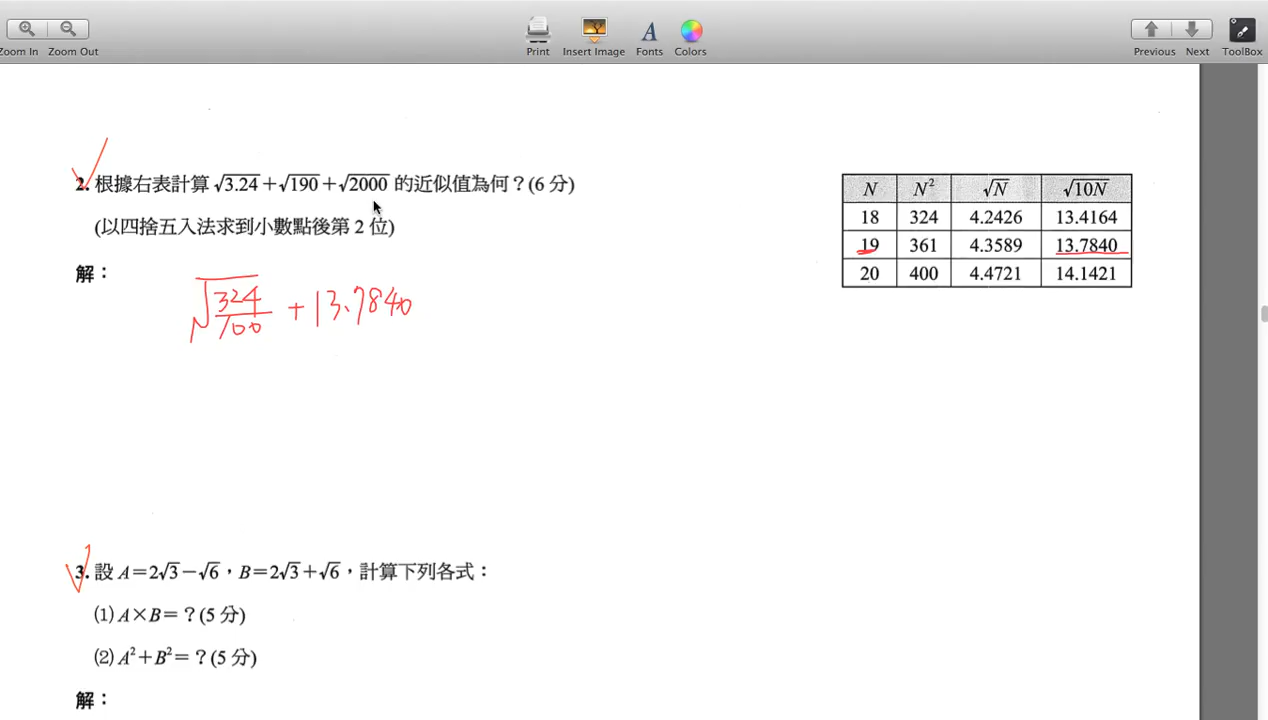 Zoom In Zoom Out Print Insert Image Fonts Colors Previous Next ToolBox
2. 根據右表計算 √3.24＋√190＋√2000 的近似值為何？(6 分)
(以四捨五入法求到小數點後第 2 位)
解：
√324/100 + 13.7840
N N² √N √10N
18 324 4.2426 13.4164
19 361 4.3589 13.7840
20 400 4.4721 14.1421
3. 設 A＝2√3－√6，B＝2√3＋√6，計算下列各式：
(1) A×B＝？(5 分)
(2) A²＋B²＝？(5 分)
解：